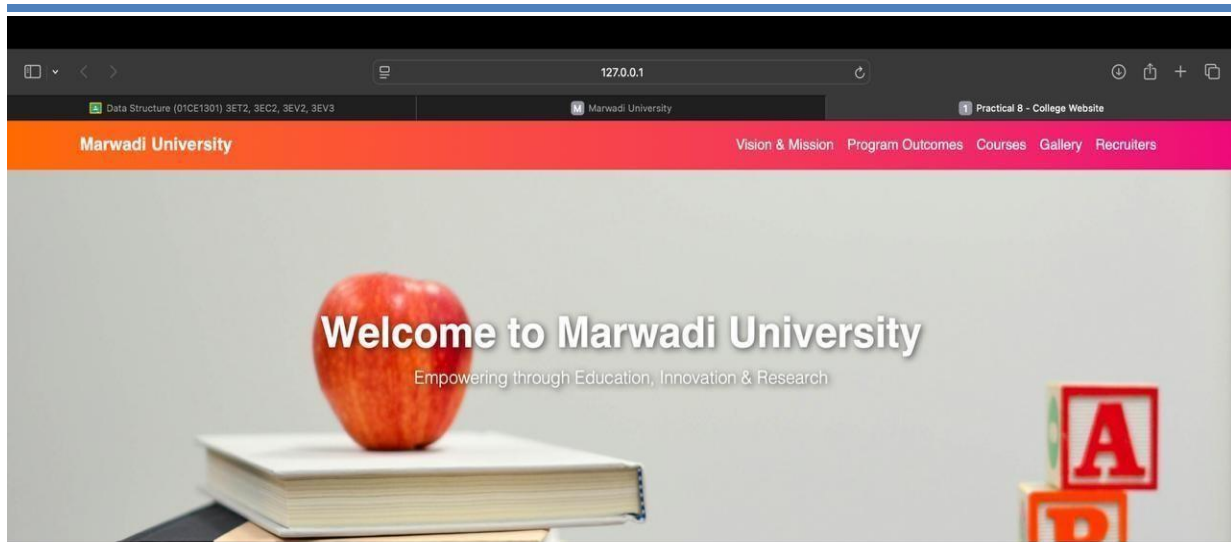 127.0.0.1
Data Structure (01CE1301) 3ET2, 3EC2, 3EV2, 3EV3
M Marwadi University
1 Practical 8 - College Website
Marwadi University Vision & Mission Program Outcomes Courses Gallery Recruiters
Welcome to Marwadi University
Empowering through Education, Innovation & Research
A
B